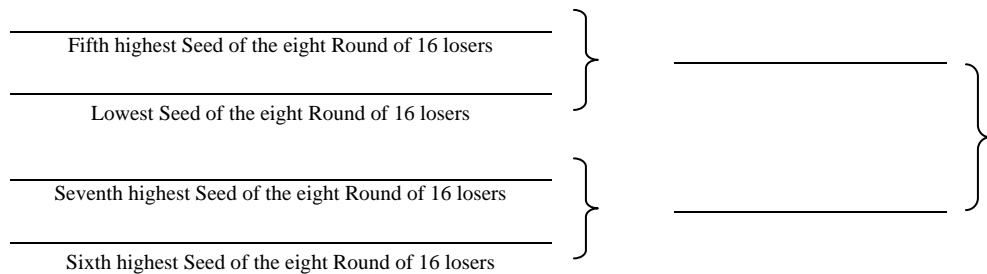 Fifth highest Seed of the eight Round of 16 losers
Lowest Seed of the eight Round of 16 losers
Seventh highest Seed of the eight Round of 16 losers
Sixth highest Seed of the eight Round of 16 losers